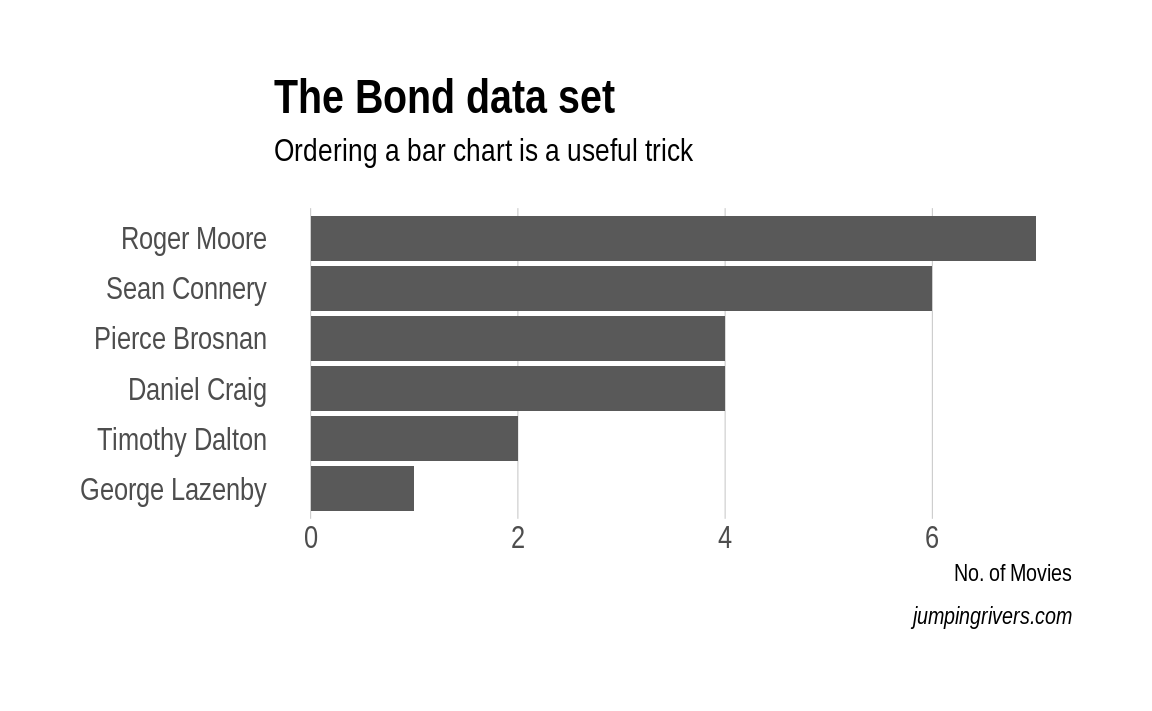 The Bond data set
Ordering a bar chart is a useful trick
Roger Moore
Sean Connery
Pierce Brosnan
Daniel Craig
Timothy Dalton
George Lazenby
0 2 4 6
No. of Movies
jumpingrivers.com